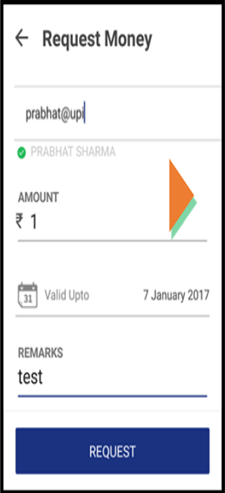 Request Money
prabhat@upi
PRABHAT SHARMA
AMOUNT
₹ 1
31 Valid Upto 7 January 2017
REMARKS
test
REQUEST